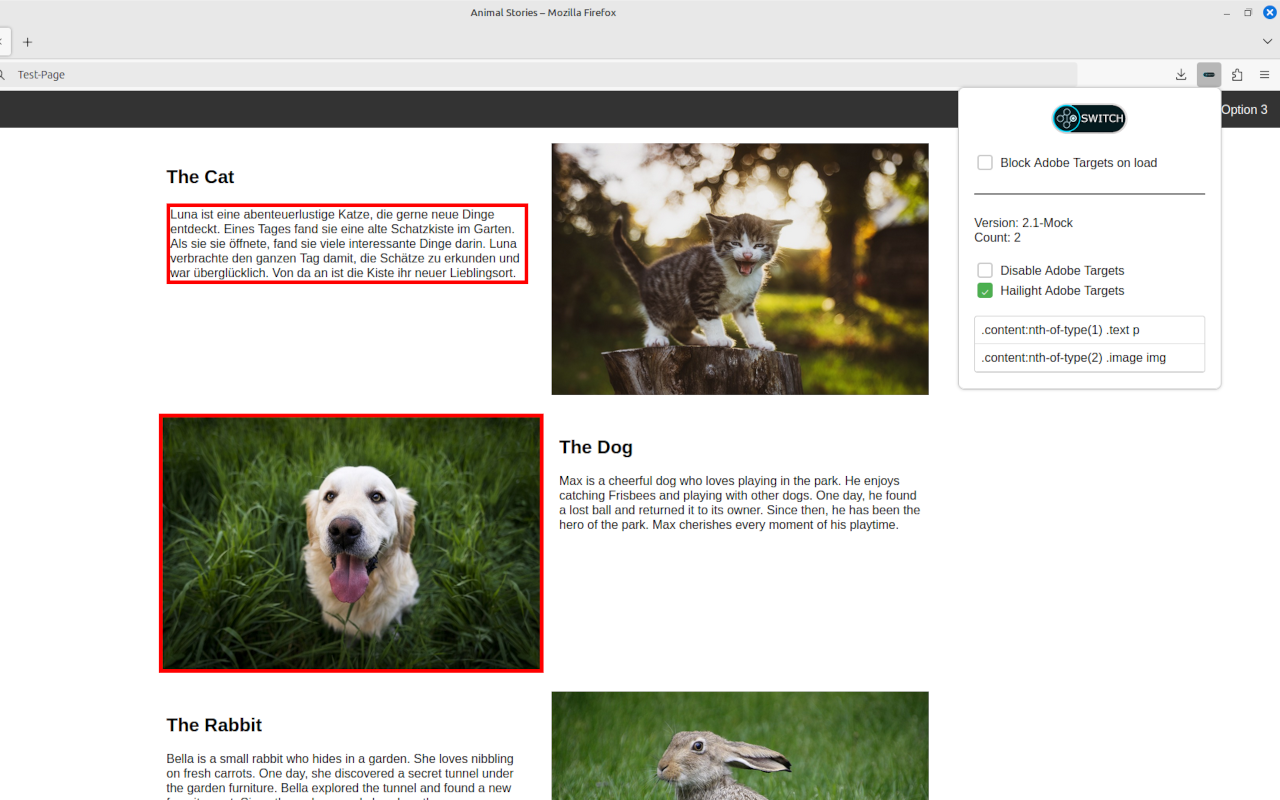 Animal Stories – Mozilla Firefox
Test-Page
Option 3
SWITCH
Block Adobe Targets on load
Version: 2.1-Mock
Count: 2
Disable Adobe Targets
Hailight Adobe Targets
.content:nth-of-type(1) .text p
.content:nth-of-type(2) .image img
The Cat
Luna ist eine abenteuerlustige Katze, die gerne neue Dinge
entdeckt. Eines Tages fand sie eine alte Schatzkiste im Garten.
Als sie sie öffnete, fand sie viele interessante Dinge darin. Luna
verbrachte den ganzen Tag damit, die Schätze zu erkunden und
war überglücklich. Von da an ist die Kiste ihr neuer Lieblingsort.
The Dog
Max is a cheerful dog who loves playing in the park. He enjoys
catching Frisbees and playing with other dogs. One day, he found
a lost ball and returned it to its owner. Since then, he has been the
hero of the park. Max cherishes every moment of his playtime.
The Rabbit
Bella is a small rabbit who hides in a garden. She loves nibbling
on fresh carrots. One day, she discovered a secret tunnel under
the garden furniture. Bella explored the tunnel and found a new